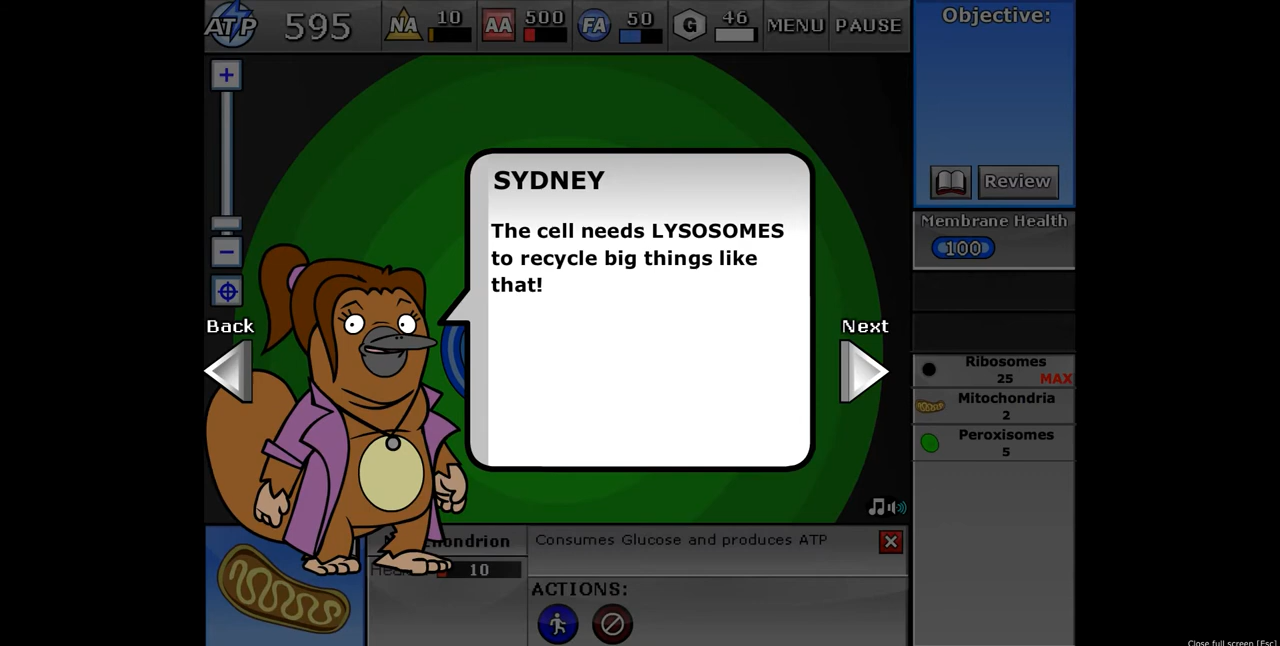 ATP 595 NA 10 AA 500 FA 50 G 46 MENU PAUSE
Objective:
Review
Membrane Health
100
SYDNEY
The cell needs LYSOSOMES
to recycle big things like
that!
Back
Next
Ribosomes
25 MAX
Mitochondria
2
Peroxisomes
5
chondrion
10
Consumes Glucose and produces ATP
ACTIONS:
Close full screen [Esc]